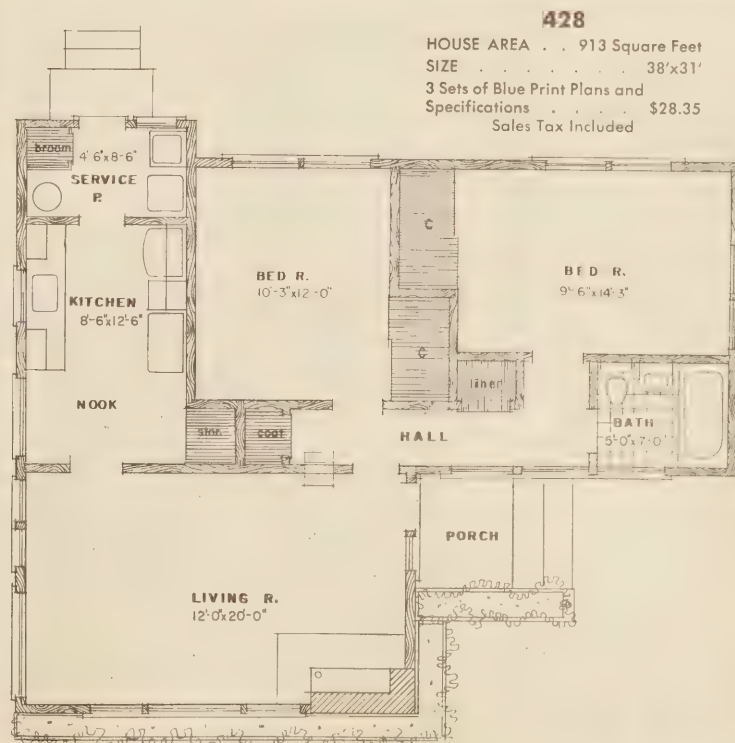 428
HOUSE AREA . . 913 Square Feet
SIZE . . . . . . . 38'x31'
3 Sets of Blue Print Plans and
Specifications . . . . $28.35
Sales Tax Included
broom
4'6"x8'-6"
SERVICE
P.
KITCHEN
8'-6"x12'-6"
NOOK
BED R.
10'-3"x12'-0"
C
C
BED R.
9'-6"x14'-3"
linen
stor.
coat
HALL
BATH
5'-0"x7'-0"
PORCH
LIVING R.
12'-0"x20'-0"